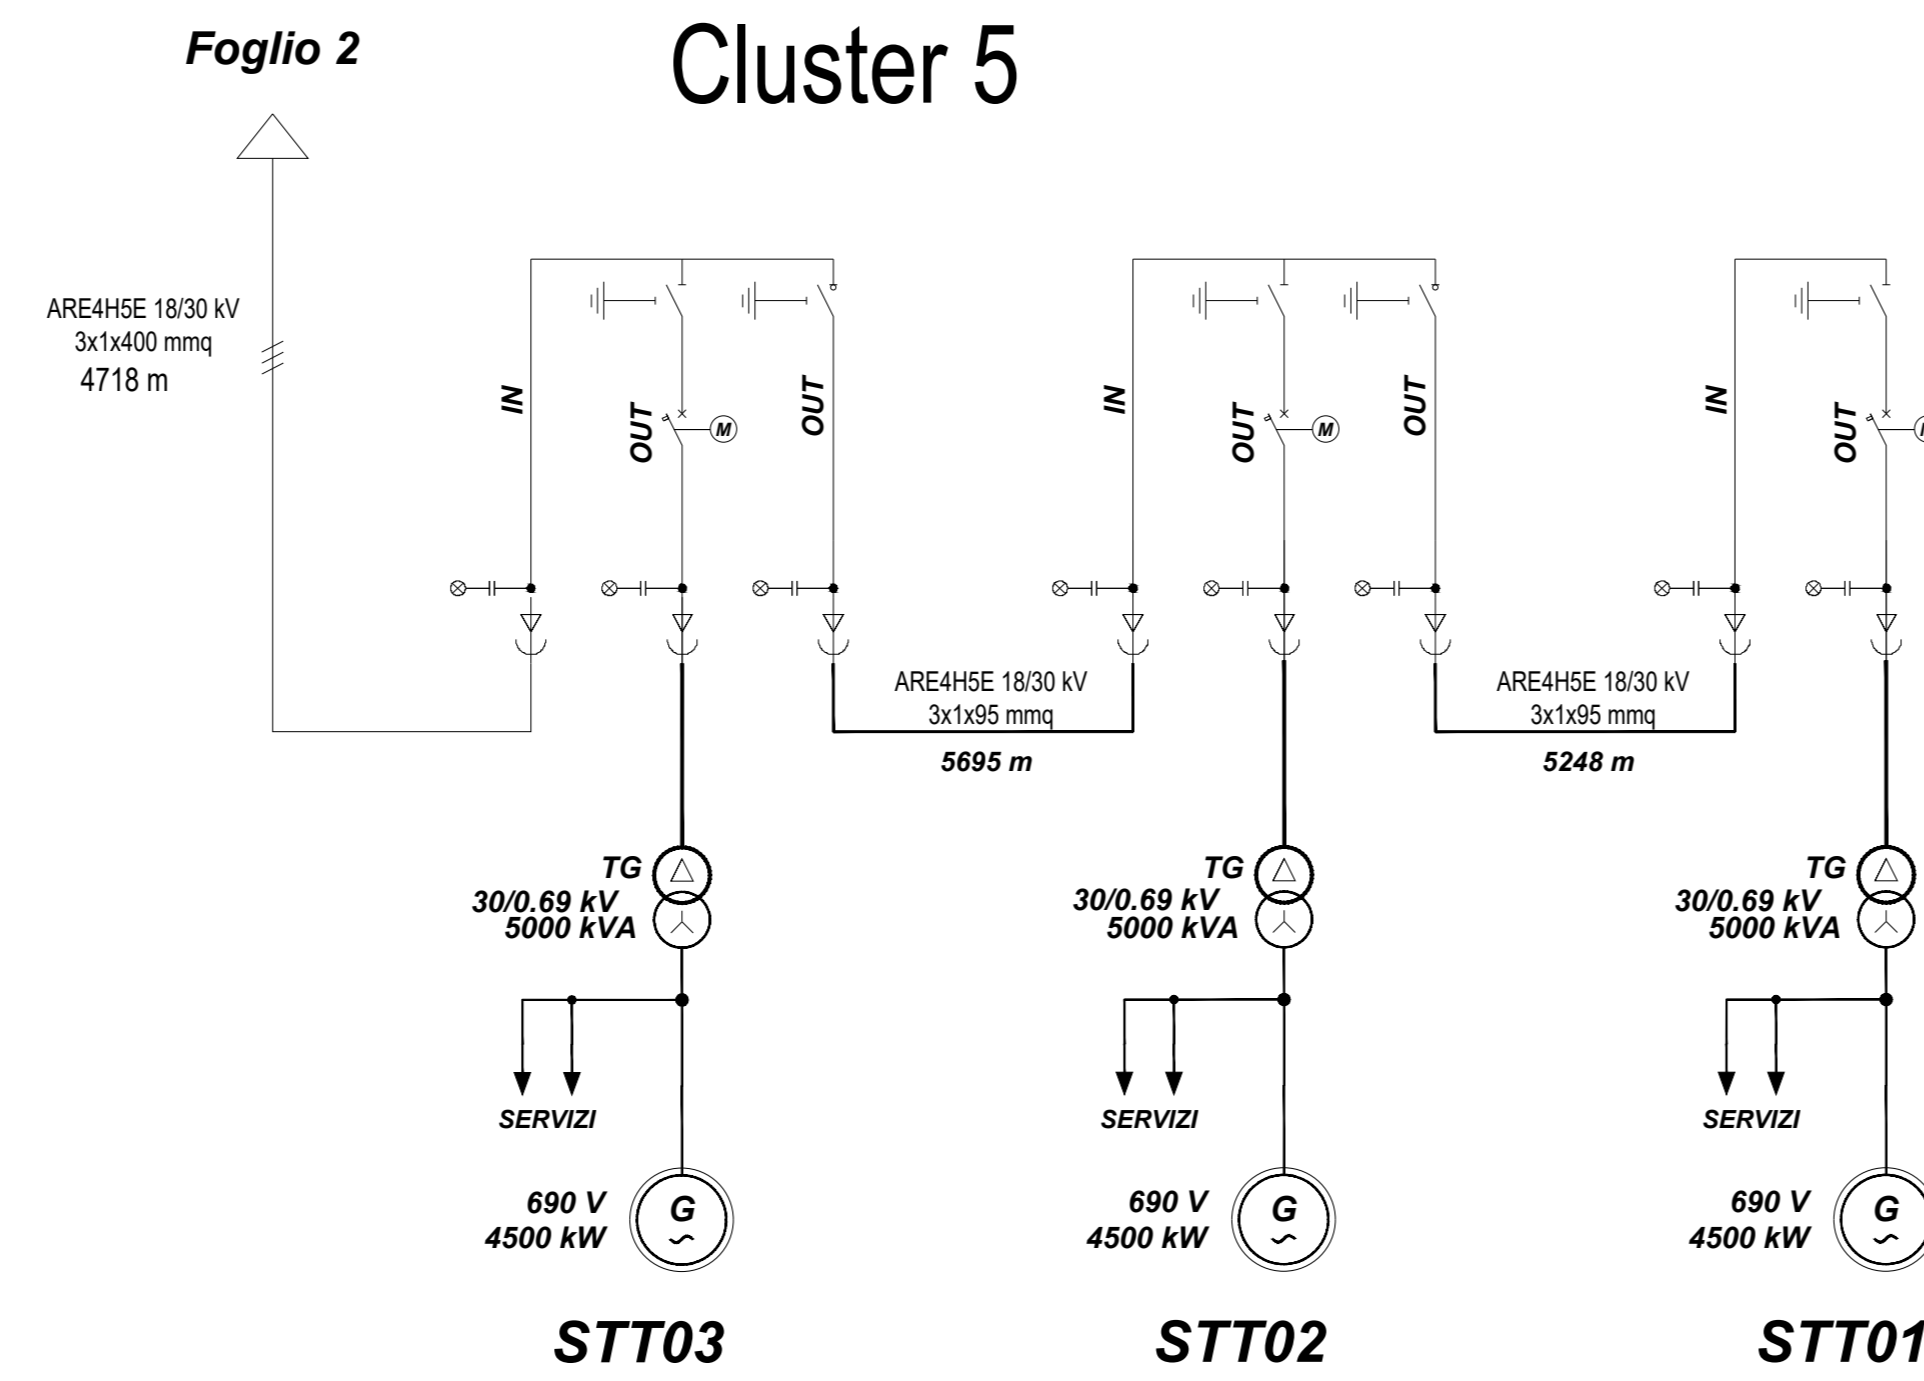 Foglio 2
Cluster 5
ARE4H5E 18/30 kV
3x1x400 mmq
4718 m
IN
OUT
M
OUT
IN
OUT
M
OUT
IN
OUT
ARE4H5E 18/30 kV
3x1x95 mmq
5695 m
ARE4H5E 18/30 kV
3x1x95 mmq
5248 m
TG
30/0.69 kV
5000 kVA
TG
30/0.69 kV
5000 kVA
TG
30/0.69 kV
5000 kVA
SERVIZI
SERVIZI
SERVIZI
690 V
4500 kW
G
690 V
4500 kW
G
690 V
4500 kW
G
STT03
STT02
STT01